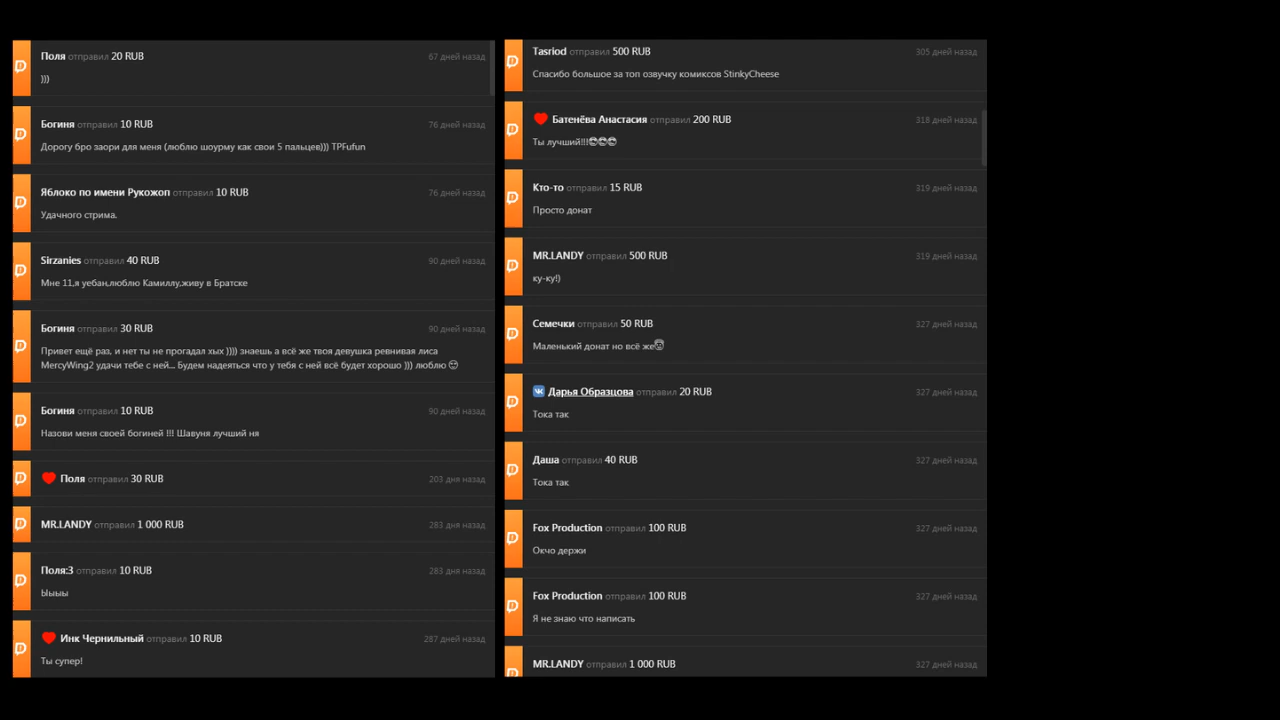 Поля отправил 20 RUB 67 дней назад
)))
Богиня отправил 10 RUB 76 дней назад
Дорогу бро заори для меня (люблю шоурму как свои 5 пальцев))) TPFufun
Яблоко по имени Рукожоп отправил 10 RUB 76 дней назад
Удачного стрима.
Sirzanies отправил 40 RUB 90 дней назад
Мне 11,я уебан,люблю Камиллу,живу в Братске
Богиня отправил 30 RUB 90 дней назад
Привет ещё раз, и нет ты не прогадал хых )))) знаешь а всё же твоя девушка ревнивая лиса
MercyWing2 удачи тебе с ней... Будем надеяться что у тебя с ней всё будет хорошо ))) люблю 🙂
Богиня отправил 10 RUB 90 дней назад
Назови меня своей богиней !!! Шавуня лучший ня
Поля отправил 30 RUB 203 дня назад
MR.LANDY отправил 1 000 RUB 283 дня назад
Поля:3 отправил 10 RUB 283 дня назад
Ыыыы
Инк Чернильный отправил 10 RUB 287 дней назад
Ты супер!
Tasriod отправил 500 RUB 305 дней назад
Спасибо большое за топ озвучку комиксов StinkyCheese
Батенёва Анастасия отправил 200 RUB 318 дней назад
Ты лучший!!!😎😎😎
Кто-то отправил 15 RUB 319 дней назад
Просто донат
MR.LANDY отправил 500 RUB 319 дней назад
ку-ку!)
Семечки отправил 50 RUB 327 дней назад
Маленький донат но всё же😇
Дарья Образцова отправил 20 RUB 327 дней назад
Тока так
Даша отправил 40 RUB 327 дней назад
Тока так
Fox Production отправил 100 RUB 327 дней назад
Окчо держи
Fox Production отправил 100 RUB 327 дней назад
Я не знаю что написать
MR.LANDY отправил 1 000 RUB 327 дней назад